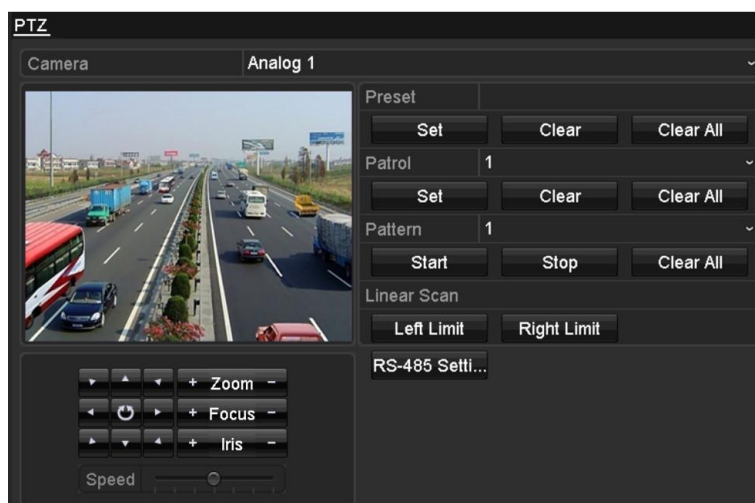 PTZ
Camera Analog 1
Preset
Set Clear Clear All
Patrol 1
Set Clear Clear All
Pattern 1
Start Stop Clear All
Linear Scan
Left Limit Right Limit
RS-485 Setti...
+ Zoom -
+ Focus -
+ Iris -
Speed